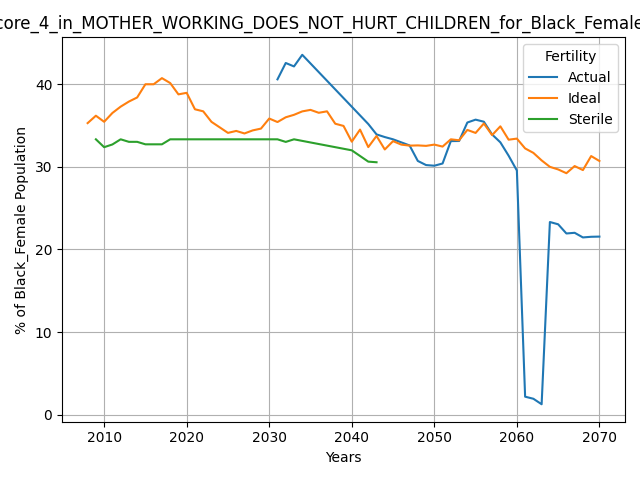 core_4_in_MOTHER_WORKING_DOES_NOT_HURT_CHILDREN_for_Black_Female
Fertility
Actual
Ideal
Sterile
% of Black_Female Population
40
30
20
10
0
2010 2020 2030 2040 2050 2060 2070
Years